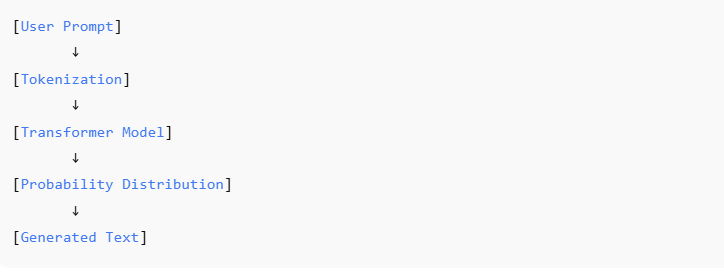 [User Prompt]
↓
[Tokenization]
↓
[Transformer Model]
↓
[Probability Distribution]
↓
[Generated Text]